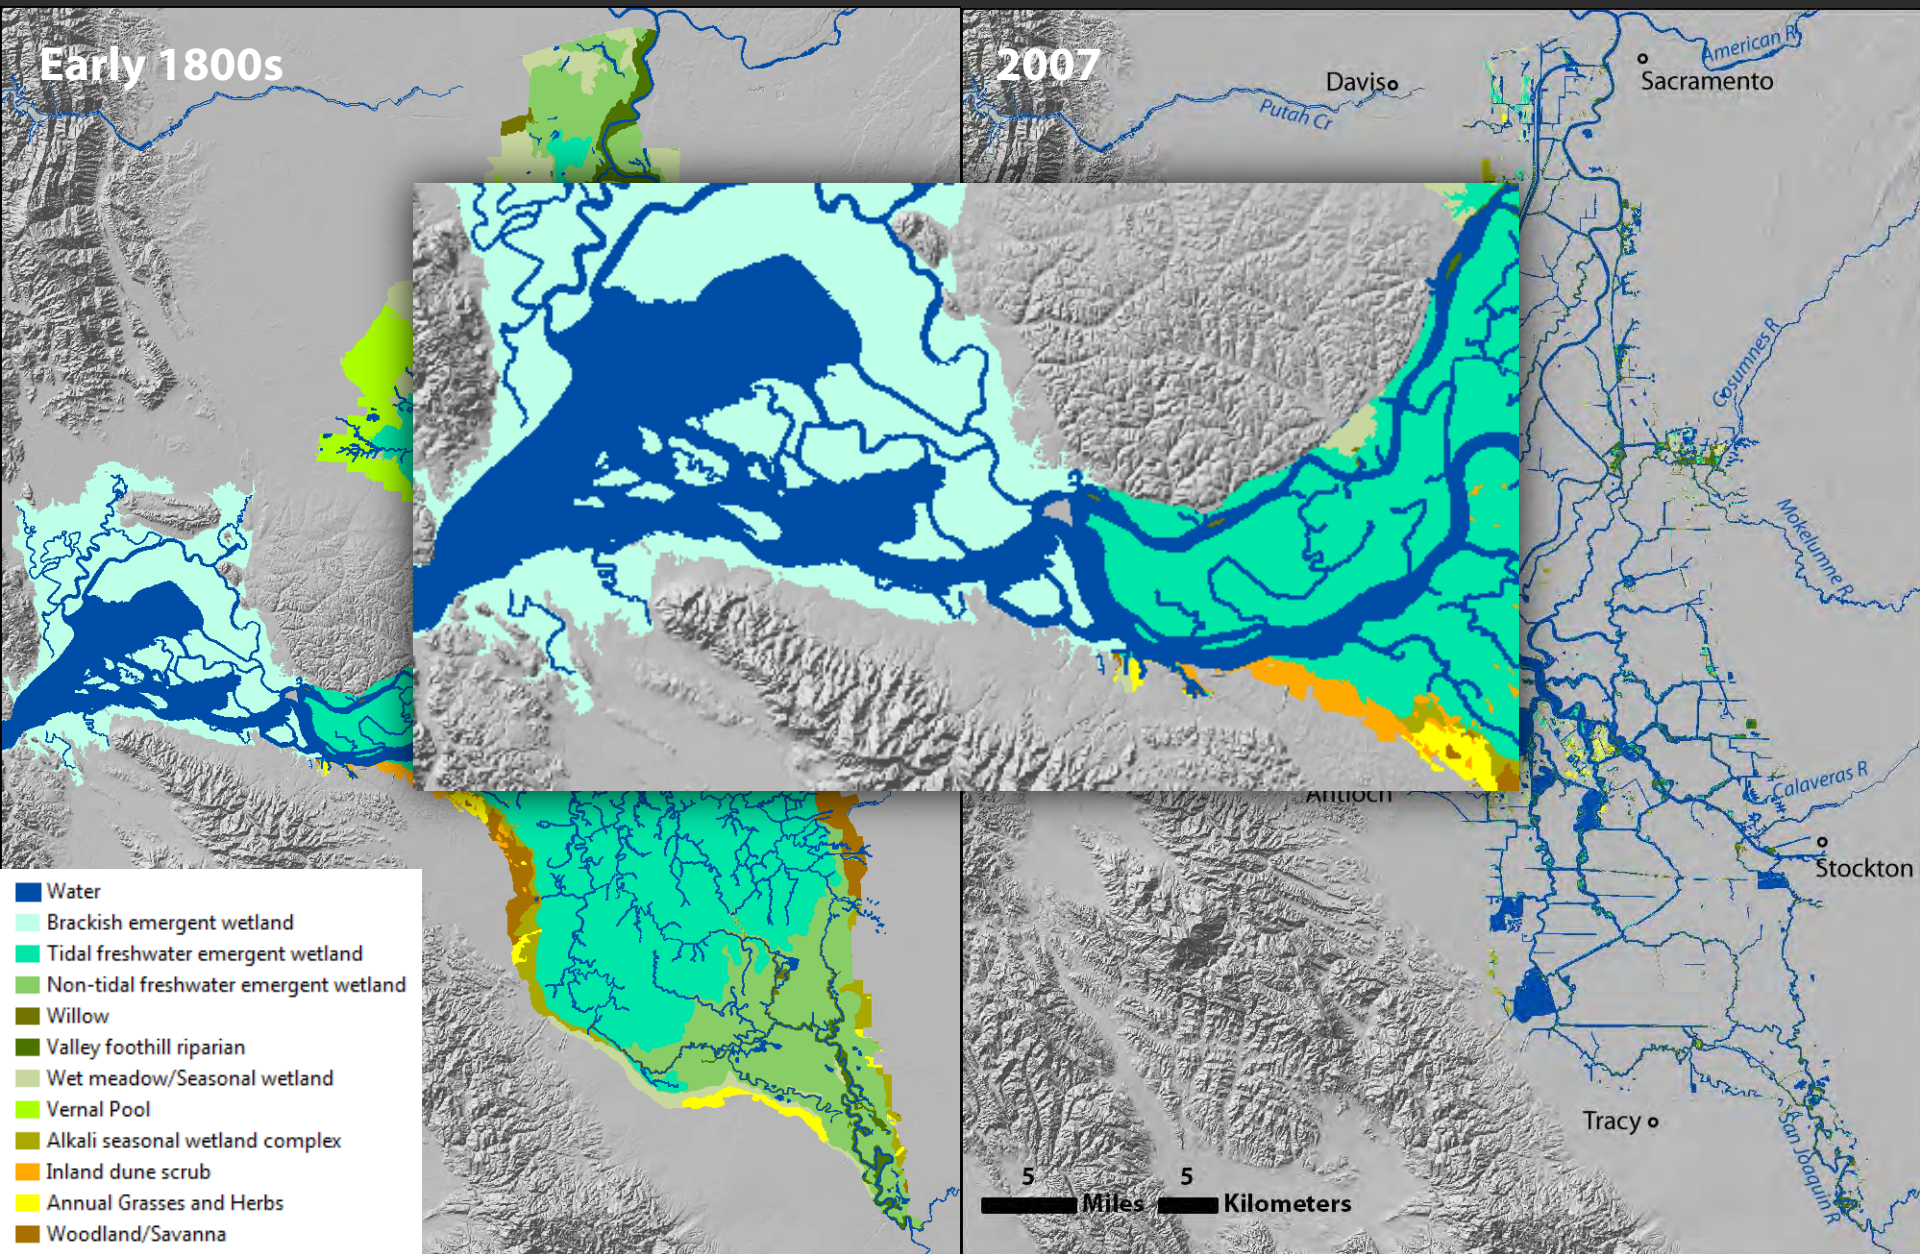 Early 1800s
2007
American R
Sacramento
Davis
Putah Cr
Cosumnes R
Mokelumne R
Calaveras R
Antioch
Stockton
Tracy
San Joaquin R
5 5
Miles Kilometers
Water
Brackish emergent wetland
Tidal freshwater emergent wetland
Non-tidal freshwater emergent wetland
Willow
Valley foothill riparian
Wet meadow/Seasonal wetland
Vernal Pool
Alkali seasonal wetland complex
Inland dune scrub
Annual Grasses and Herbs
Woodland/Savanna